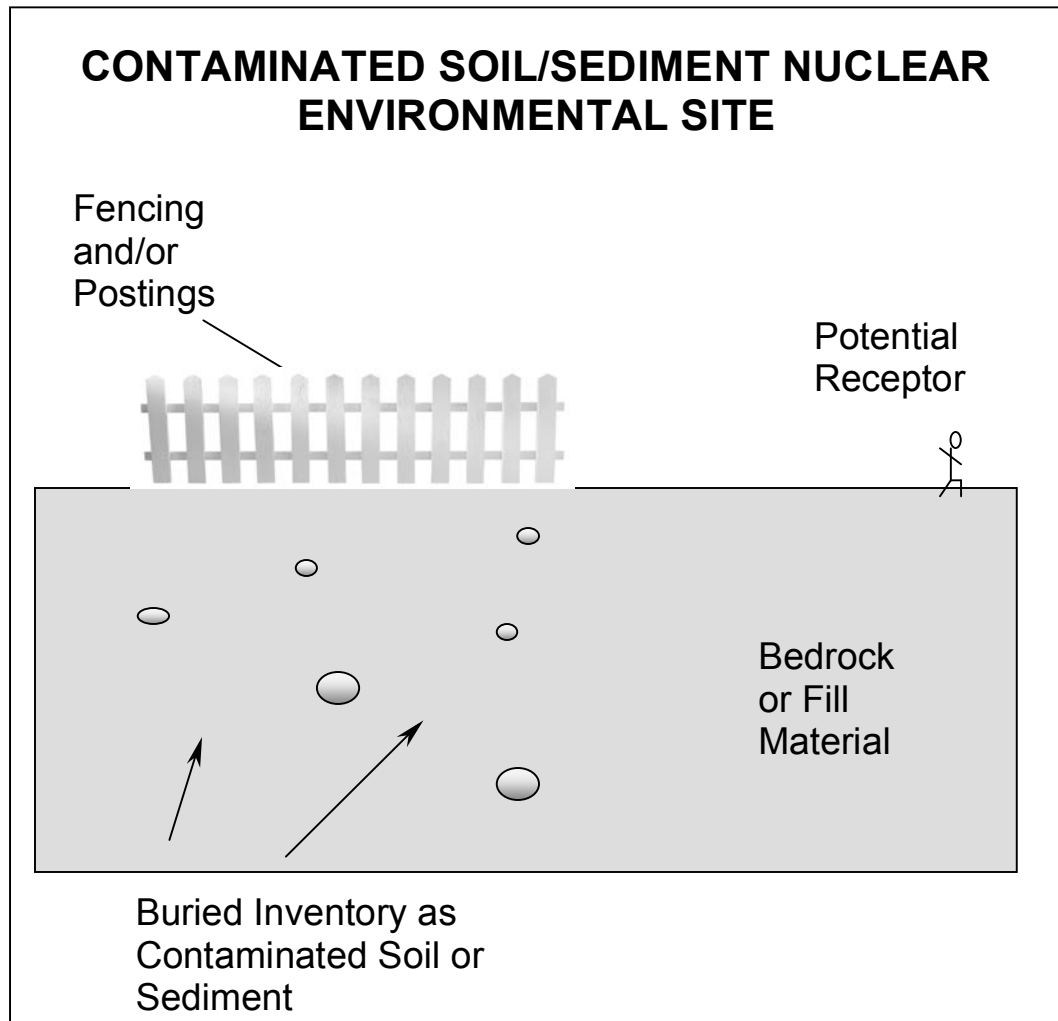 CONTAMINATED SOIL/SEDIMENT NUCLEAR
ENVIRONMENTAL SITE
Fencing
and/or
Postings
Potential
Receptor
Bedrock
or Fill
Material
Buried Inventory as
Contaminated Soil or
Sediment